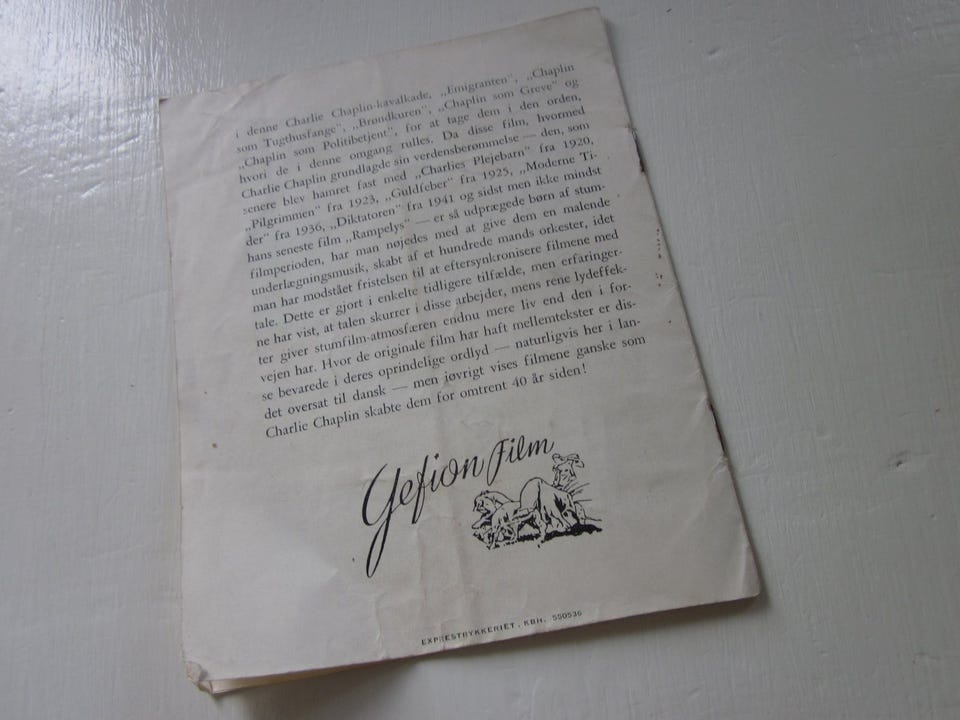 i denne Charlie Chaplin-kavalkade, „Emigranten“, „Chaplin
som Tugthusfange“, „Brøndkuren“, „Chaplin som Greve“ og
„Chaplin som Politibetjent“, for at tage dem i den orden,
hvori de i denne omgang rulles. Da disse film, hvormed
Charlie Chaplin grundlagde sin verdensberømmelse — den, som
senere blev hamret fast med „Charlies Plejebarn“ fra 1920,
„Pilgrimmen“ fra 1923, „Guldfeber“ fra 1925, „Moderne Ti-
der“ fra 1936, „Diktatoren“ fra 1941 og sidst men ikke mindst
hans seneste film „Rampelys“ — er så udprægede børn af stum-
filmperioden, har man nøjedes med at give dem en malende
underlægningsmusik, skabt af et hundrede mands orkester, idet
man har modstået fristelsen til at eftersynkronisere filmene med
tale. Dette er gjort i enkelte tidligere tilfælde, men erfaringer-
ne har vist, at talen skurrer i disse arbejder, mens rene lydeffek-
ter giver stumfilm-atmosfæren endnu mere liv end den i for-
vejen har. Hvor de originale film har haft mellemtekster er dis-
se bevarede i deres oprindelige ordlyd — naturligvis her i lan-
det oversat til dansk — men iøvrigt vises filmene ganske som
Charlie Chaplin skabte dem for omtrent 40 år siden!
Gefion Film
EXPRESTRYKKERIET, KBH. 550536